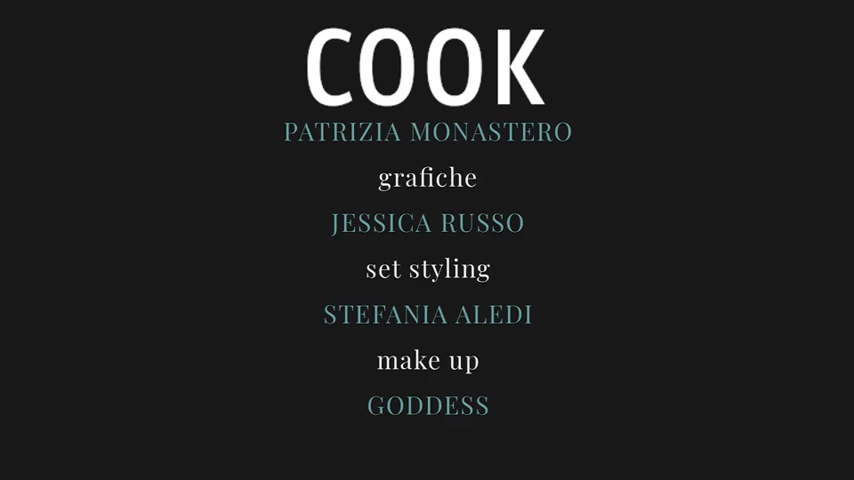 COOK
PATRIZIA MONASTERO
grafiche
JESSICA RUSSO
set styling
STEFANIA ALEDI
make up
GODDESS